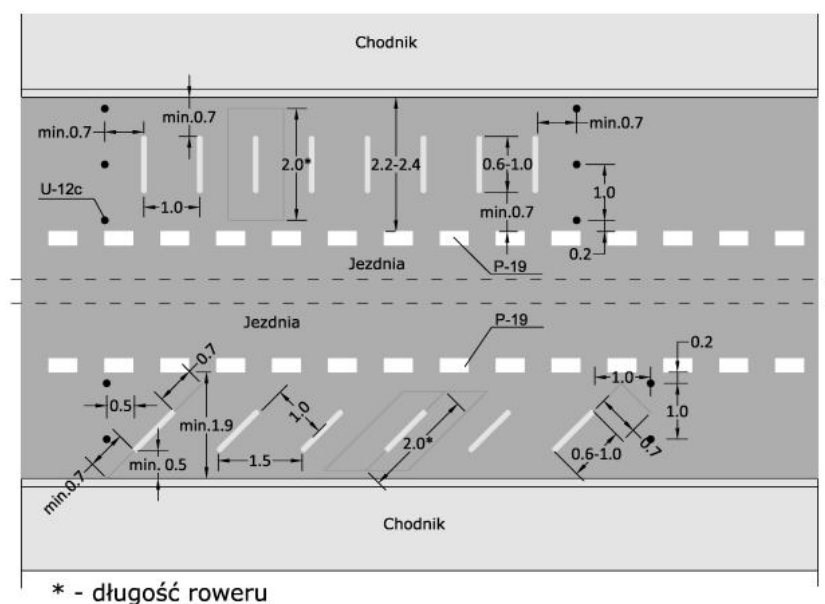 Chodnik
min.0.7
min.0.7
min.0.7
2.0*
2.2-2.4
0.6-1.0
1.0
U-12c
1.0
min.0.7
0.2
Jezdnia
P-19
Jezdnia
P-19
0.2
0.7
1.0
0.5
min.1.9
1.0
1.0
2.0*
min.0.7
min. 0.5
1.5
0.6-1.0
0.7
Chodnik
* - długość roweru